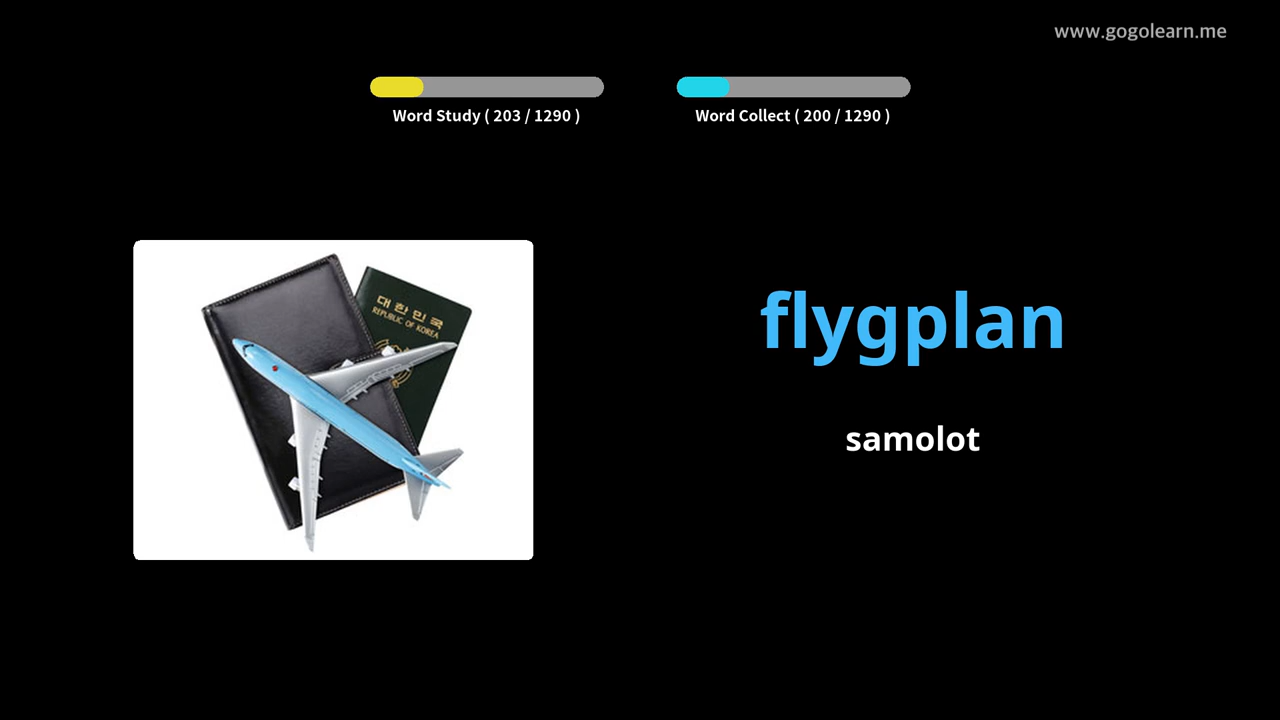 www.gogolearn.me
Word Study ( 203 / 1290 )
Word Collect ( 200 / 1290 )
대한민국
REPUBLIC OF KOREA
flygplan
samolot